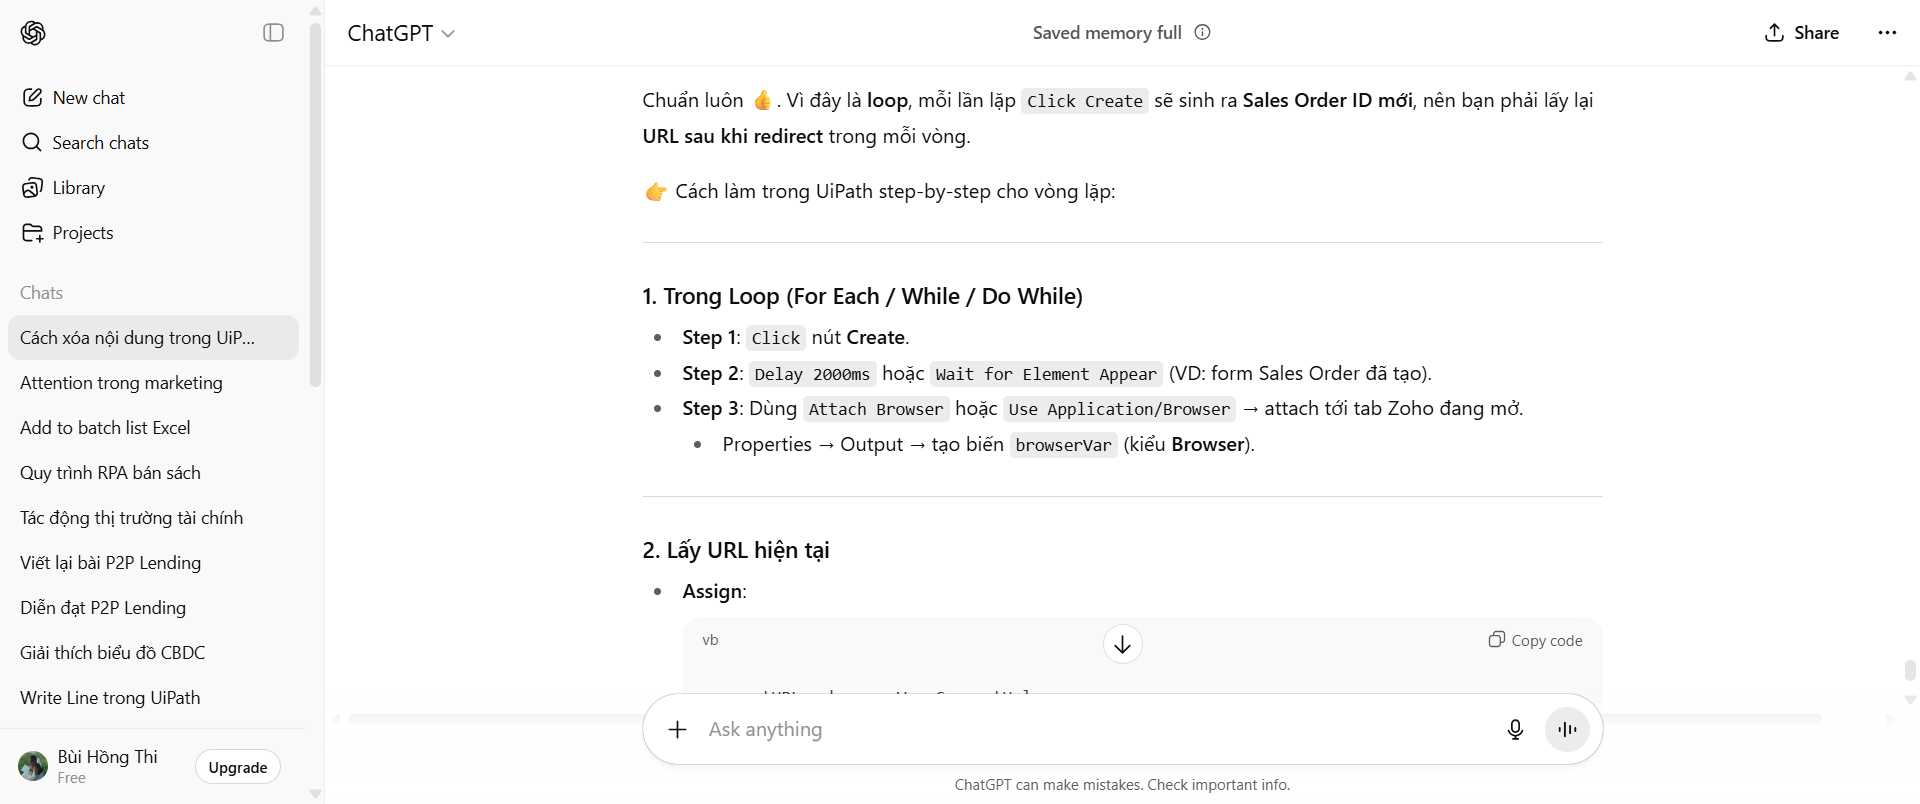 ChatGPT
Saved memory full
Share
New chat
Search chats
Library
Projects
Chats
Cách xóa nội dung trong UiP...
Attention trong marketing
Add to batch list Excel
Quy trình RPA bán sách
Tác động thị trường tài chính
Viết lại bài P2P Lending
Diễn đạt P2P Lending
Giải thích biểu đồ CBDC
Write Line trong UiPath
Bùi Hồng Thi
Free
Upgrade
Chuẩn luôn 👍. Vì đây là loop, mỗi lần lặp Click Create sẽ sinh ra Sales Order ID mới, nên bạn phải lấy lại
URL sau khi redirect trong mỗi vòng.
👉 Cách làm trong UiPath step-by-step cho vòng lặp:
1. Trong Loop (For Each / While / Do While)
• Step 1: Click nút Create.
• Step 2: Delay 2000ms hoặc Wait for Element Appear (VD: form Sales Order đã tạo).
• Step 3: Dùng Attach Browser hoặc Use Application/Browser → attach tới tab Zoho đang mở.
• Properties → Output → tạo biến browserVar (kiểu Browser).
2. Lấy URL hiện tại
• Assign:
vb
Copy code
Ask anything
ChatGPT can make mistakes. Check important info.